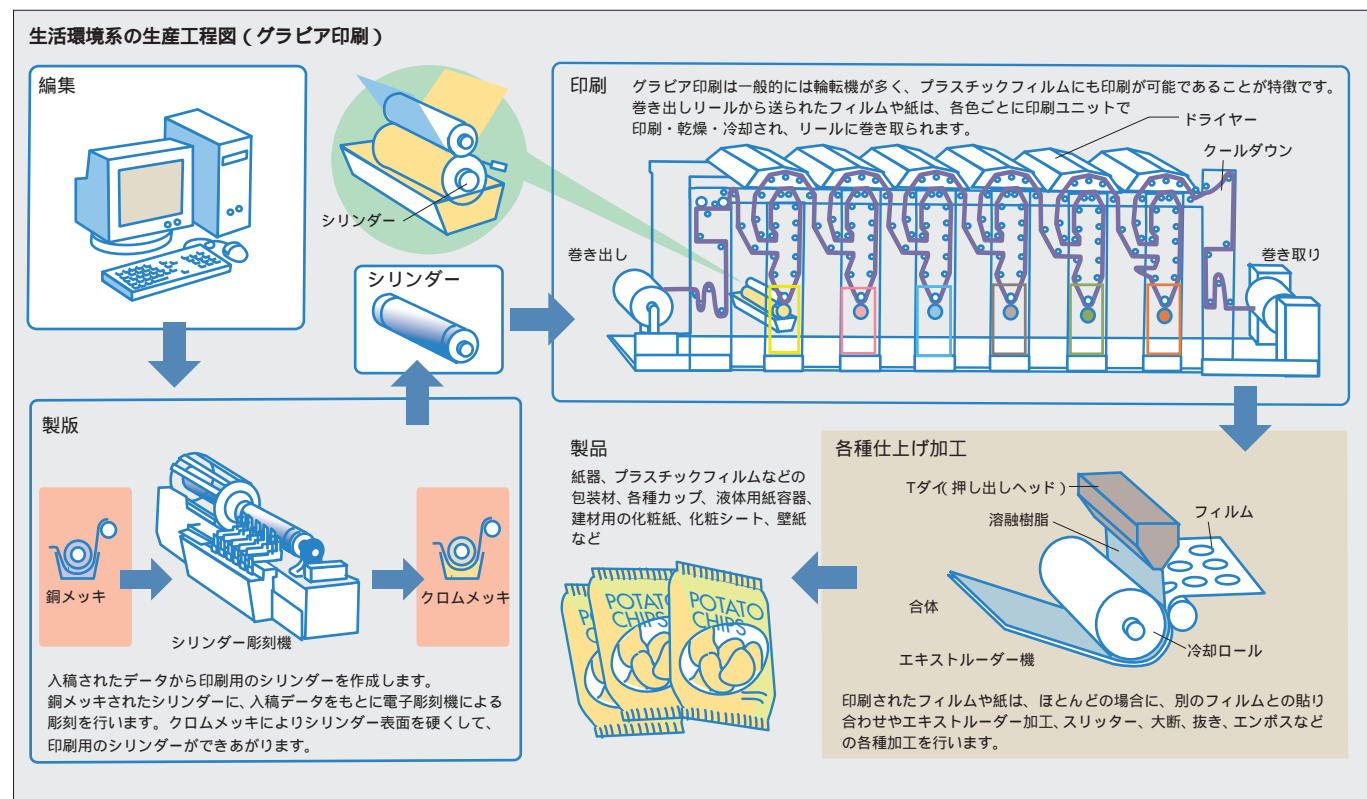 生活環境系の生産工程図(グラビア印刷)
編集
シリンダー
シリンダー
印刷
グラビア印刷は一般的には輪転機が多く、プラスチックフィルムにも印刷が可能であることが特徴です。
巻き出しリールから送られたフィルムや紙は、各色ごとに印刷ユニットで
印刷・乾燥・冷却され、リールに巻き取られます。
ドライヤー
クールダウン
巻き出し
巻き取り
製版
銅メッキ
シリンダー彫刻機
クロムメッキ
入稿されたデータから印刷用のシリンダーを作成します。
銅メッキされたシリンダーに、入稿データをもとに電子彫刻機による
彫刻を行います。クロムメッキによりシリンダー表面を硬くして、
印刷用のシリンダーができあがります。
製品
紙器、プラスチックフィルムなどの
包装材、各種カップ、液体用紙容器、
建材用の化粧紙、化粧シート、壁紙
など
POTATO
CHIPS
POTATO
CHIPS
各種仕上げ加工
Tダイ(押し出しヘッド)
溶融樹脂
フィルム
合体
冷却ロール
エキストルーダー機
印刷されたフィルムや紙は、ほとんどの場合に、別のフィルムとの貼り
合わせやエキストルーダー加工、スリッター、大断、抜き、エンボスなど
の各種加工を行います。